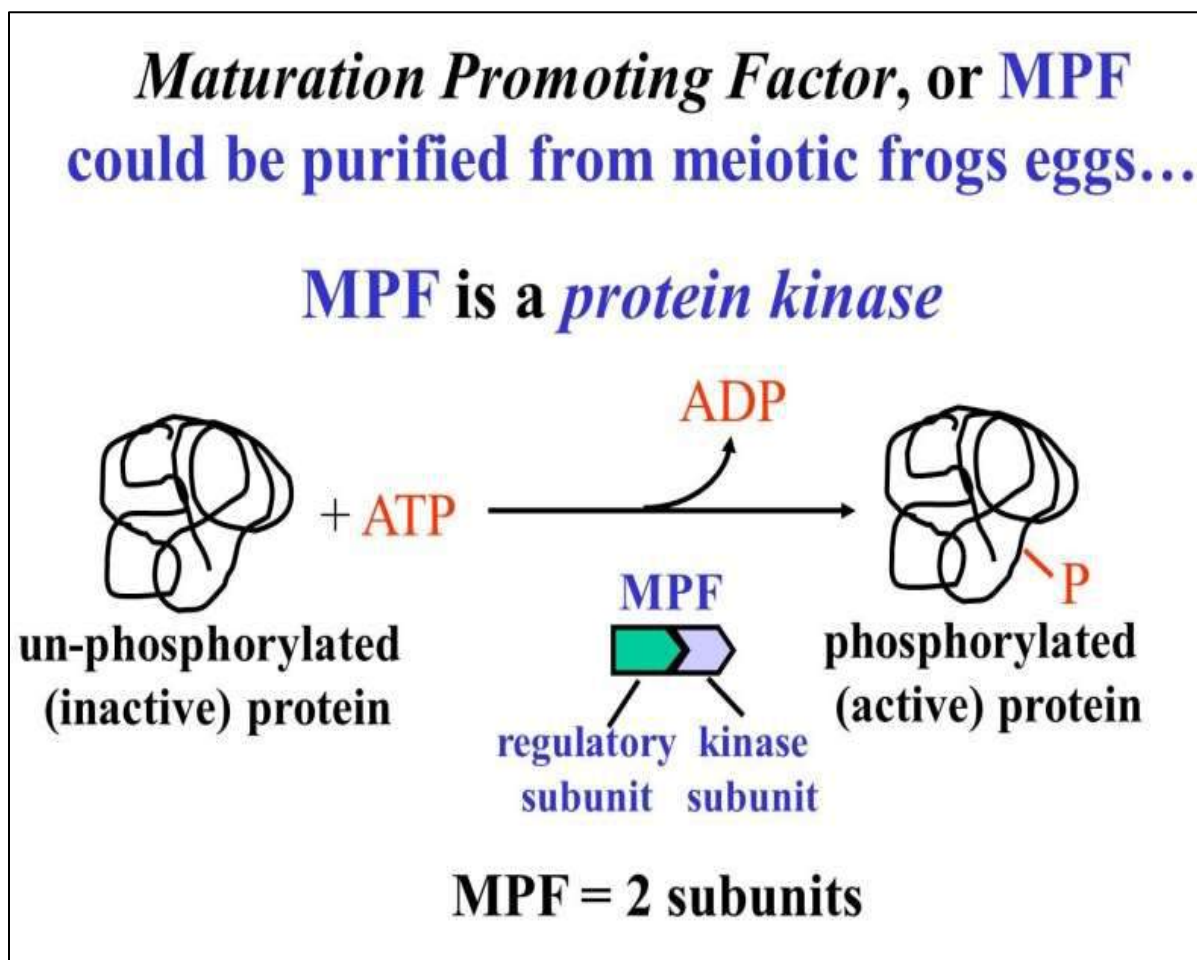 Maturation Promoting Factor, or MPF
could be purified from meiotic frogs eggs…
MPF is a protein kinase
ADP
+ ATP
P
MPF
un-phosphorylated
(inactive) protein
regulatory
subunit
kinase
subunit
phosphorylated
(active) protein
MPF = 2 subunits